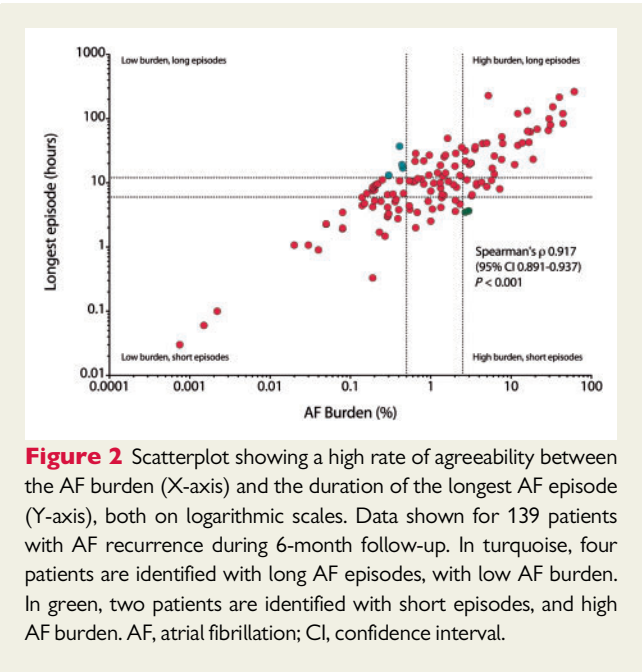 1000
Low burden, long episodes
High burden, long episodes
100
10
1
0.1
0.01
Longest episode (hours)
Spearman's ρ 0.917
(95% CI 0.891-0.937)
P < 0.001
Low burden, short episodes
High burden, short episodes
0.0001 0.001 0.01 0.1 1 10 100
AF Burden (%)
Figure 2 Scatterplot showing a high rate of agreeability between
the AF burden (X-axis) and the duration of the longest AF episode
(Y-axis), both on logarithmic scales. Data shown for 139 patients
with AF recurrence during 6-month follow-up. In turquoise, four
patients are identified with long AF episodes, with low AF burden.
In green, two patients are identified with short episodes, and high
AF burden. AF, atrial fibrillation; CI, confidence interval.